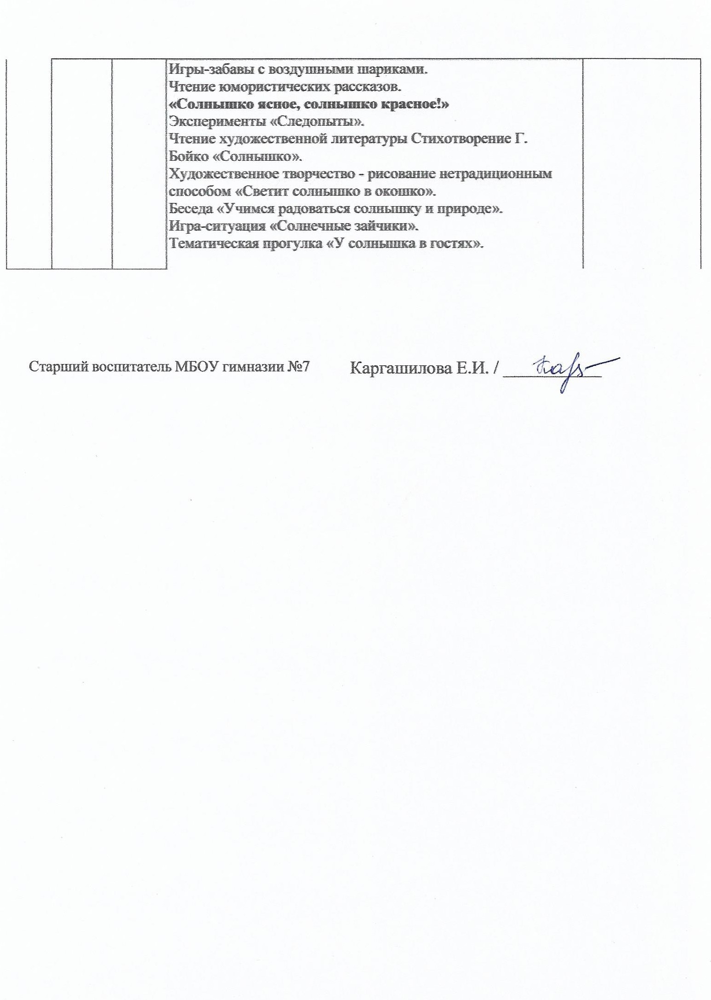 Игры-забавы с воздушными шариками.
Чтение юмористических рассказов.
«Солнышко ясное, солнышко красное!»
Эксперименты «Следопыты».
Чтение художественной литературы Стихотворение Г.
Бойко «Солнышко».
Художественное творчество - рисование нетрадиционным
способом «Светит солнышко в окошко».
Беседа «Учимся радоваться солнышку и природе».
Игра-ситуация «Солнечные зайчики».
Тематическая прогулка «У солнышка в гостях».
Старший воспитатель МБОУ гимназии №7 Каргашилова Е.И. /